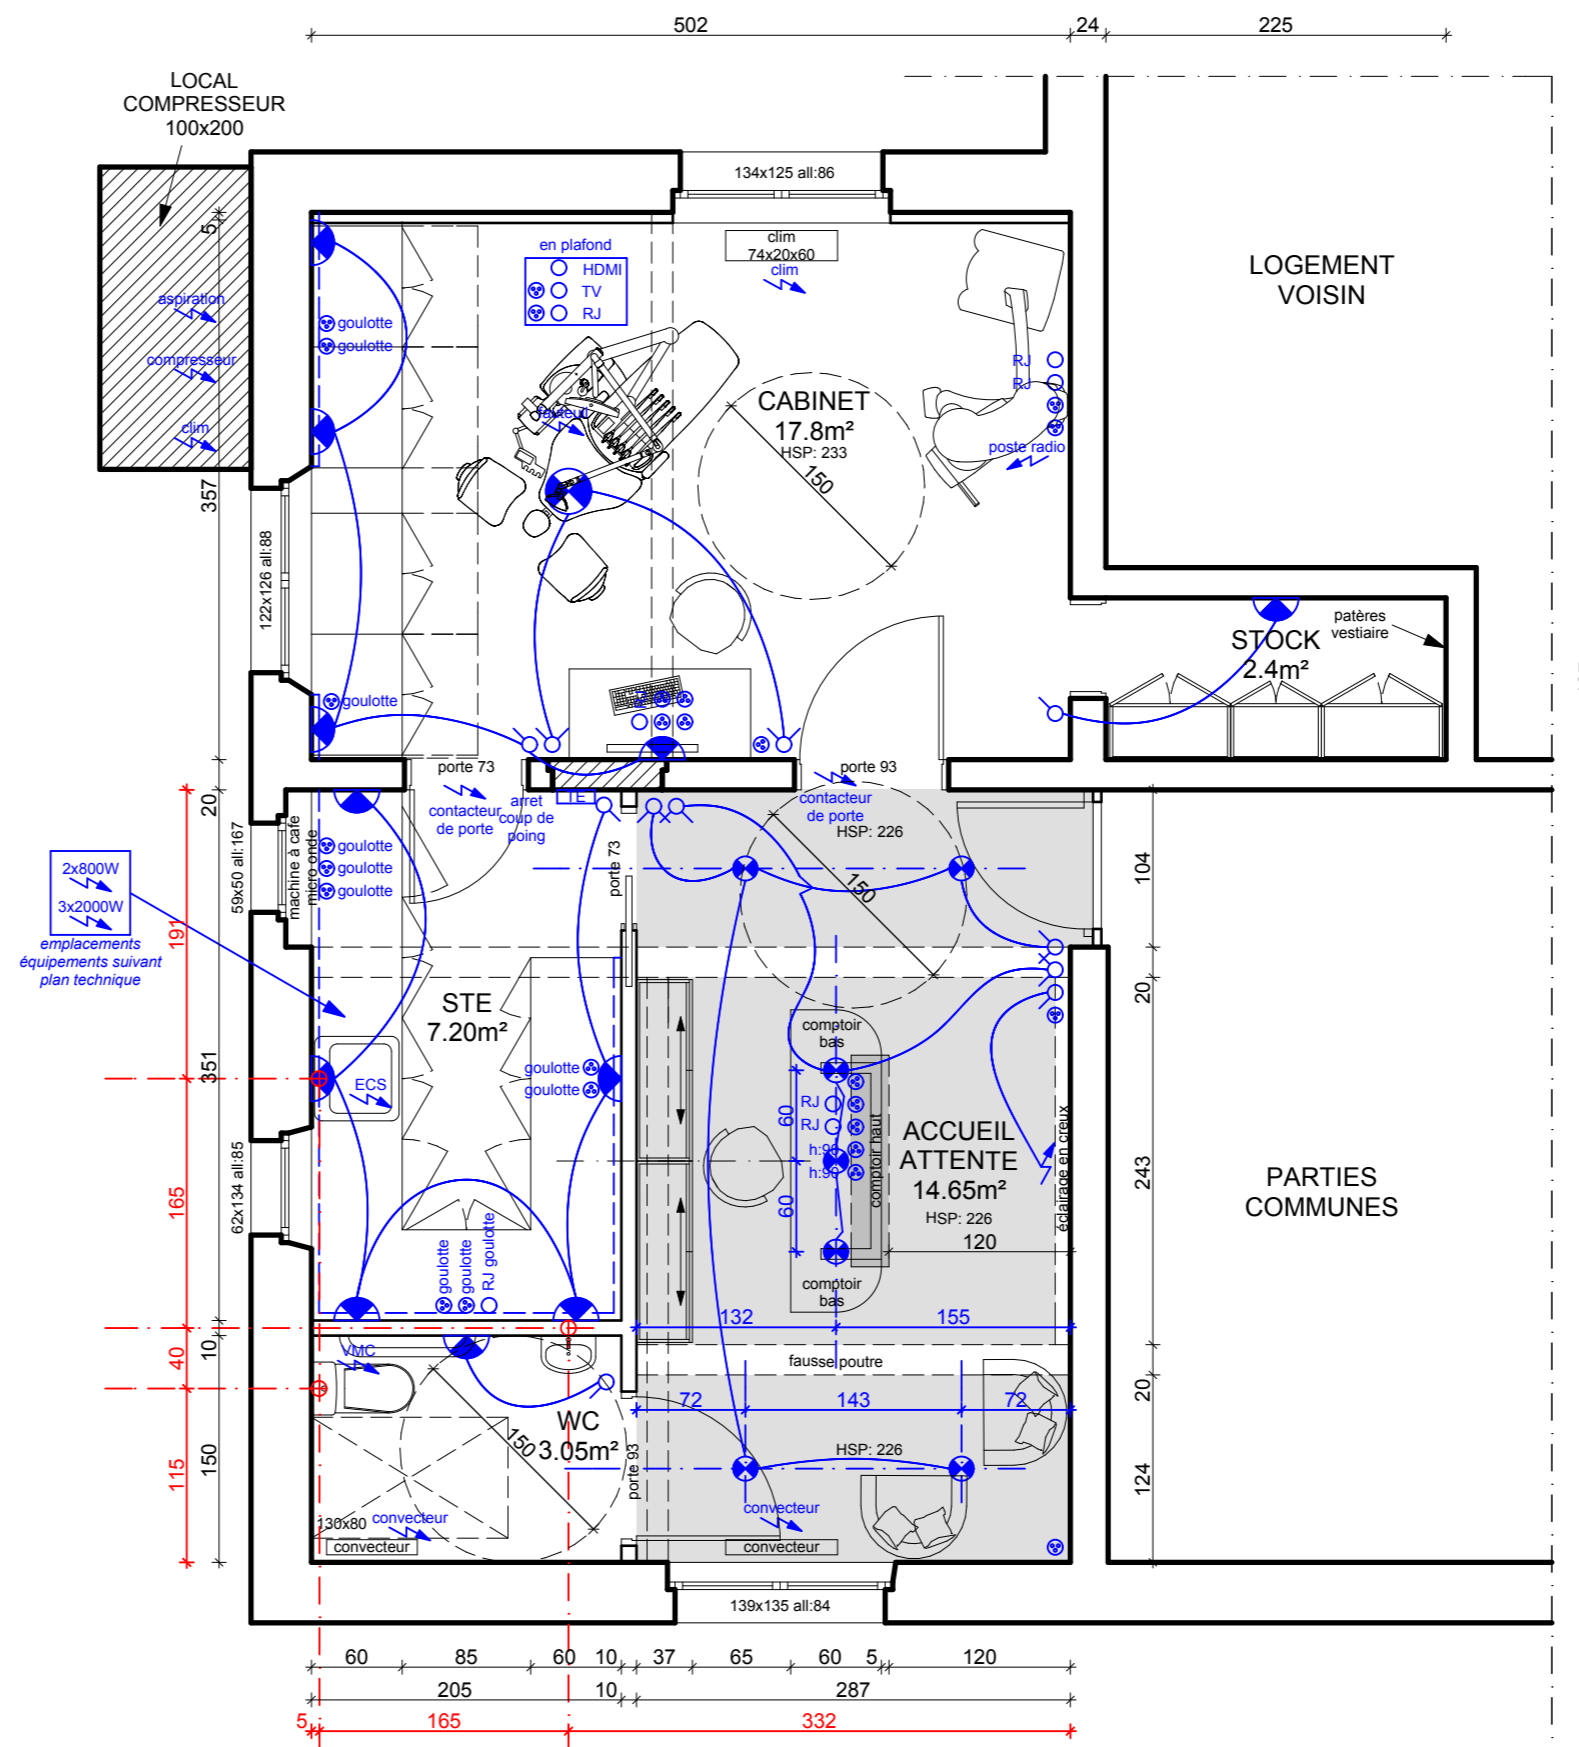 502
24
225
LOCAL
COMPRESSEUR
100x200
134x125 all:86
5
en plafond
HDMI
TV
RJ
clim
74x20x60
clim
LOGEMENT
VOISIN
aspiration
goulotte
goulotte
compresseur
clim
RJ
RJ
CABINET
17.8m²
HSP: 233
150
fauteuil
poste radio
357
122x126 all:88
patères
vestiaire
STOCK
2.4m²
goulotte
RJ
porte 73
porte 93
contacteur
de porte
arret
coup de
poing
TE
contacteur
de porte
HSP: 226
20
59x50 all:167
machine à cafe
micro onde
goulotte
goulotte
goulotte
porte 73
150
104
2x800W
3x2000W
emplacements
équipements suivant
plan technique
191
20
STE
7.20m²
comptoir
bas
351
ECS
goulotte
goulotte
60
RJ
RJ
h:90
h:90
comptoir haut
ACCUEIL
ATTENTE
14.65m²
HSP: 226
120
éclairage en creux
243
PARTIES
COMMUNES
62x134 all:85
165
60
goulotte
goulotte
RJ goulotte
comptoir
bas
132
155
10
40
VMC
fausse poutre
72
143
72
20
WC
3.05m²
150
HSP: 226
porte 93
150
115
124
130x80
convecteur
convecteur
convecteur
convecteur
139x135 all:84
60
85
60
10
37
65
60
5
120
205
10
287
5
165
332